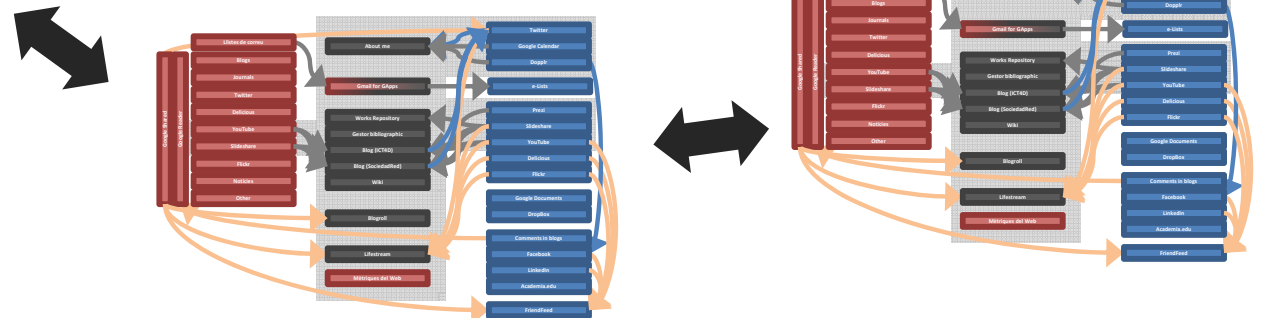 Google Shared
Google Reader
Llistes de correu
Blogs
Journals
Twitter
Delicious
YouTube
Slideshare
Flickr
Notícies
Other
About me
Gmail for GApps
Works Repository
Gestor bibliographic
Blog (ICT4D)
Blog (SociedadRed)
Wiki
Blogroll
Lifestream
Mètriques del Web
Twitter
Google Calendar
Dopplr
e-Lists
Prezi
Slideshare
YouTube
Delicious
Flickr
Google Documents
DropBox
Comments in blogs
Facebook
Linkedin
Academia.edu
FriendFeed
Google Shared
Google Reader
Blogs
Journals
Twitter
Delicious
YouTube
Slideshare
Flickr
Notícies
Other
Gmail for GApps
Works Repository
Gestor bibliographic
Blog (ICT4D)
Blog (SociedadRed)
Wiki
Blogroll
Lifestream
Mètriques del Web
Dopplr
e-Lists
Prezi
Slideshare
YouTube
Delicious
Flickr
Google Documents
DropBox
Comments in blogs
Facebook
Linkedin
Academia.edu
FriendFeed